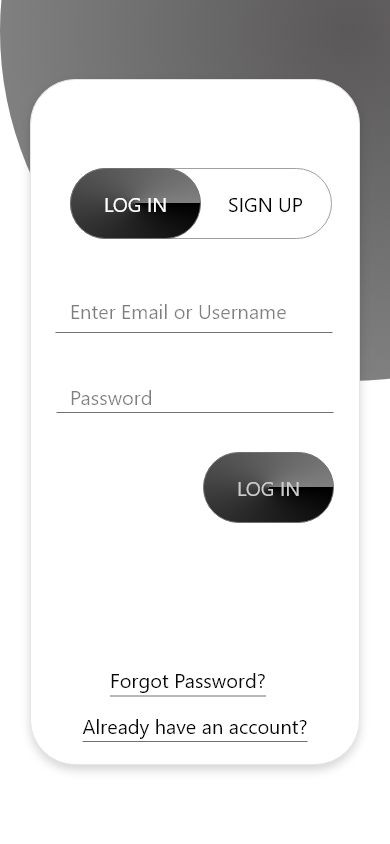 LOG IN SIGN UP
Enter Email or Username
Password
LOG IN
Forgot Password?
Already have an account?